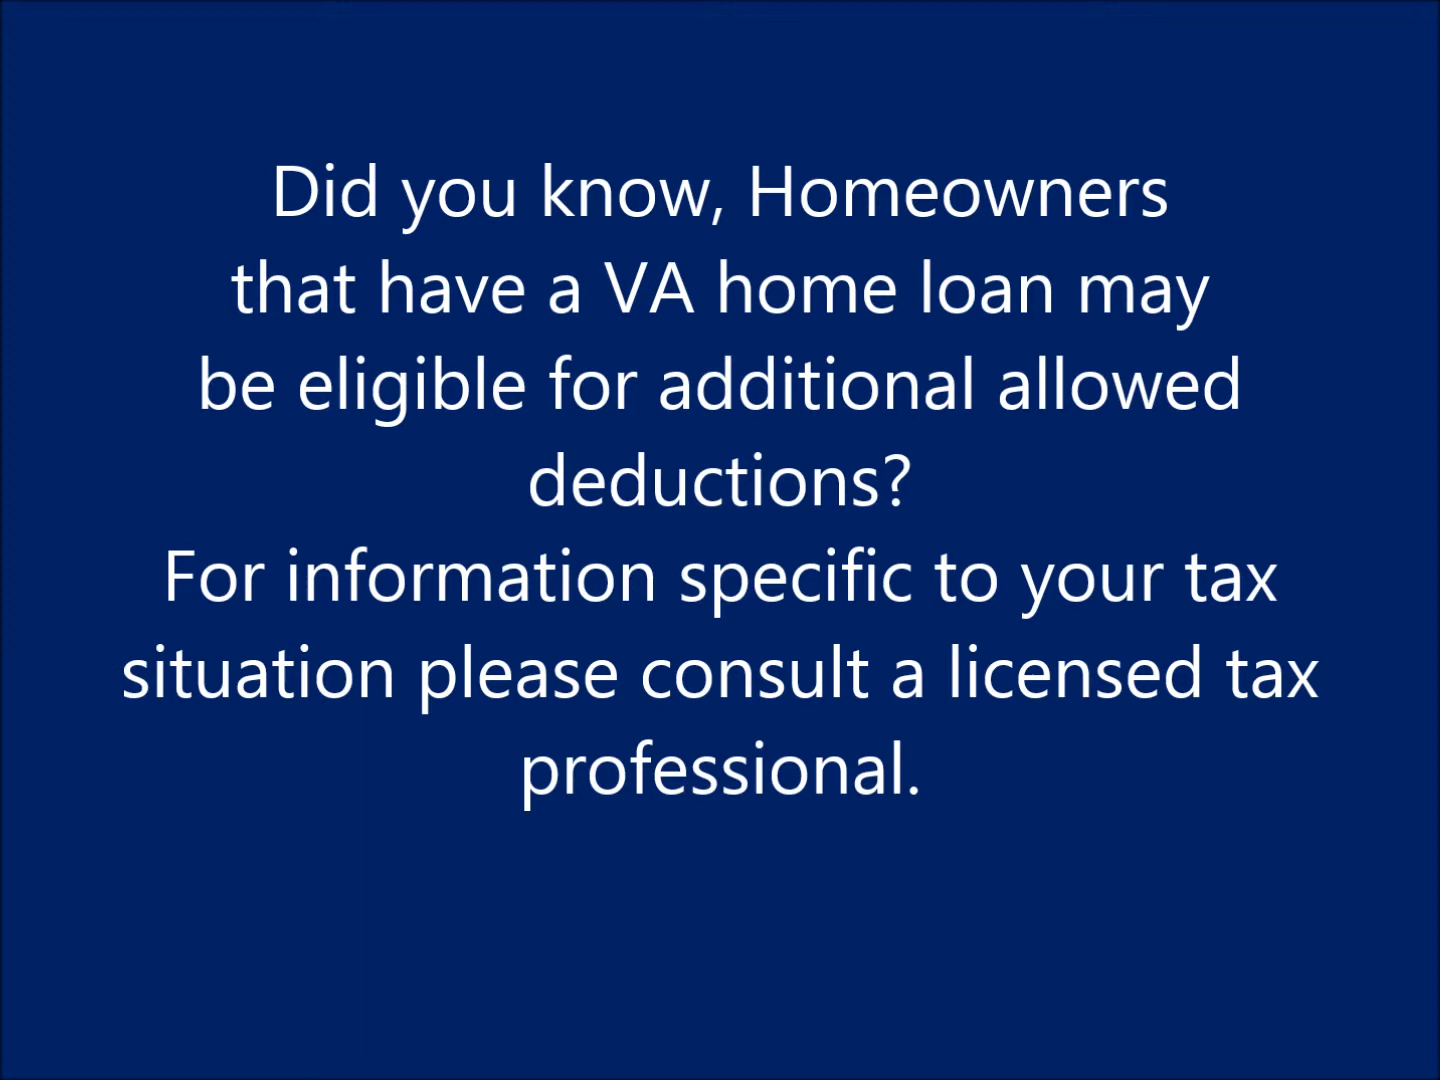 Did you know, Homeowners
that have a VA home loan may
be eligible for additional allowed
deductions?
For information specific to your tax
situation please consult a licensed tax
professional.